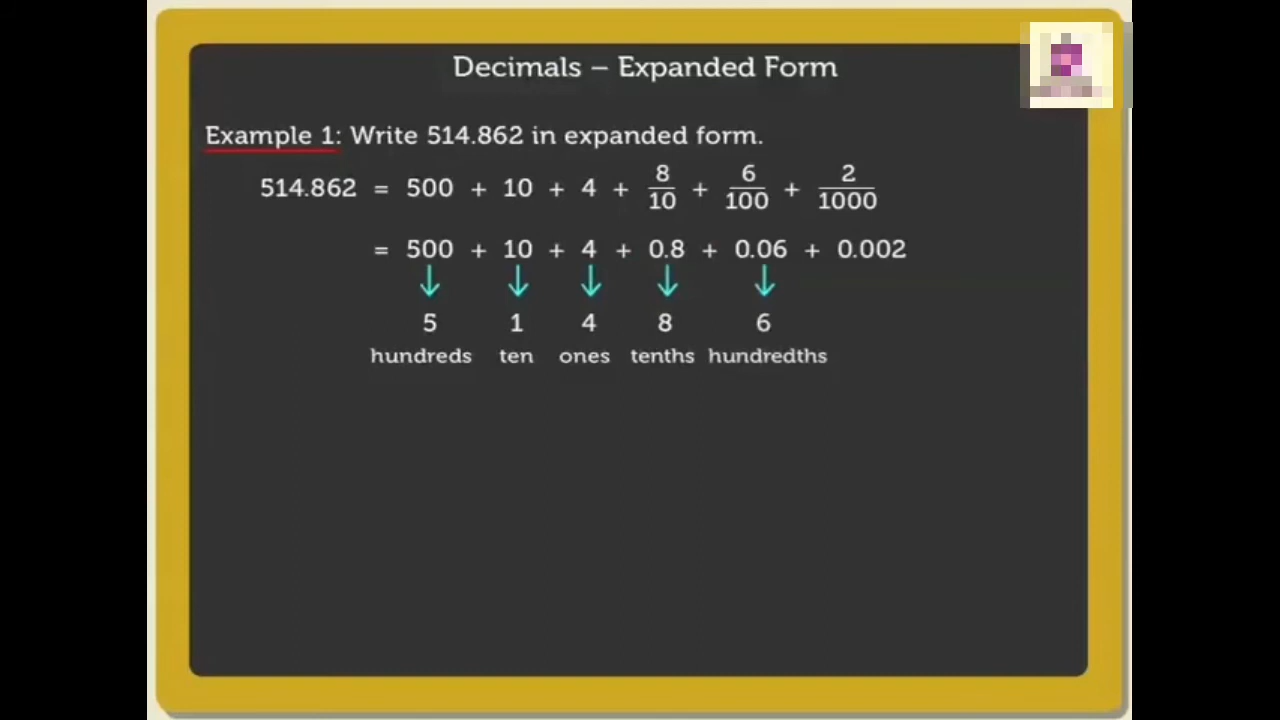 Decimals – Expanded Form
Example 1: Write 514.862 in expanded form.
514.862 = 500 + 10 + 4 + 8/10 + 6/100 + 2/1000
= 500 + 10 + 4 + 0.8 + 0.06 + 0.002
↓ ↓ ↓ ↓ ↓
5 1 4 8 6
hundreds ten ones tenths hundredths